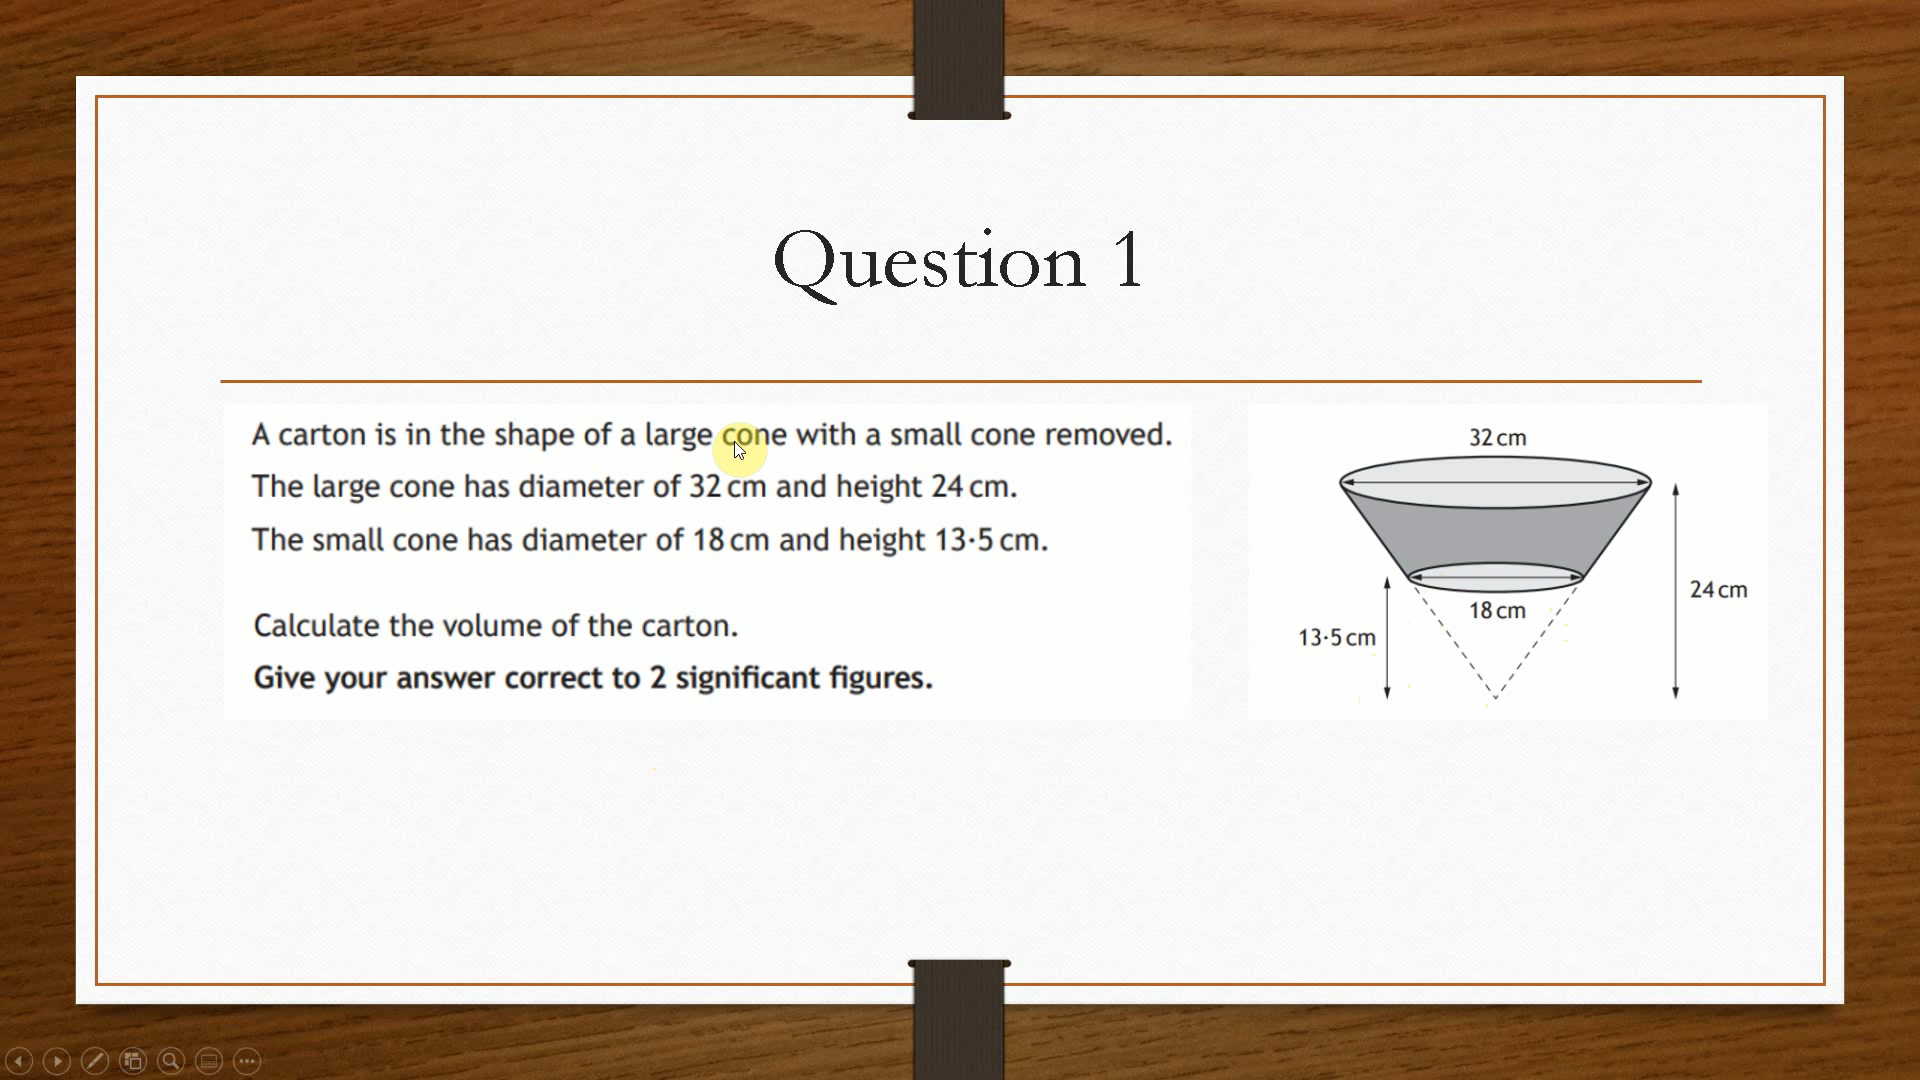 Question 1
A carton is in the shape of a large cone with a small cone removed.
The large cone has diameter of 32 cm and height 24 cm.
The small cone has diameter of 18 cm and height 13·5 cm.
Calculate the volume of the carton.
Give your answer correct to 2 significant figures.
32 cm
24 cm
18 cm
13·5 cm